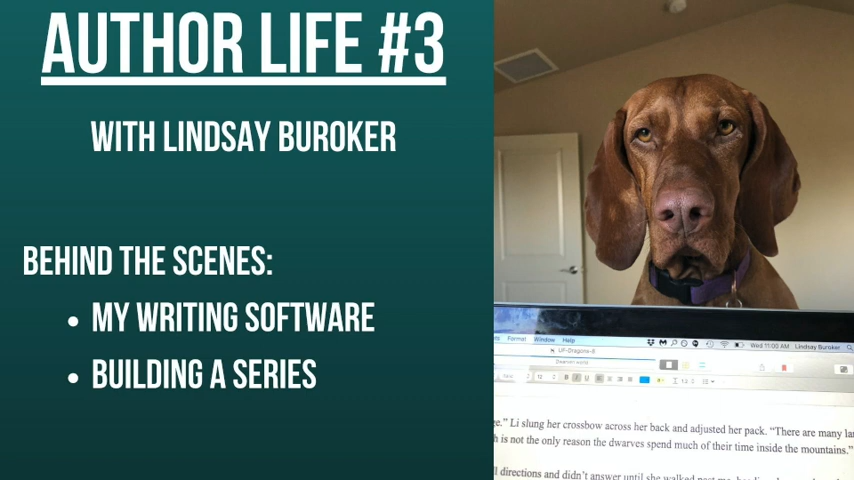 AUTHOR LIFE #3
WITH LINDSAY BUROKER
BEHIND THE SCENES:
• MY WRITING SOFTWARE
• BUILDING A SERIES
Format Window Help
Wed 11:00 AM Lindsay Buroker
UF-Dragons-8
12
B I U
1.2
." Li slung her crossbow across her back and adjusted her pack. "There are many
is not the only reason the dwarves spend much of their time inside the mountains."
directions and didn't answer until she walked past